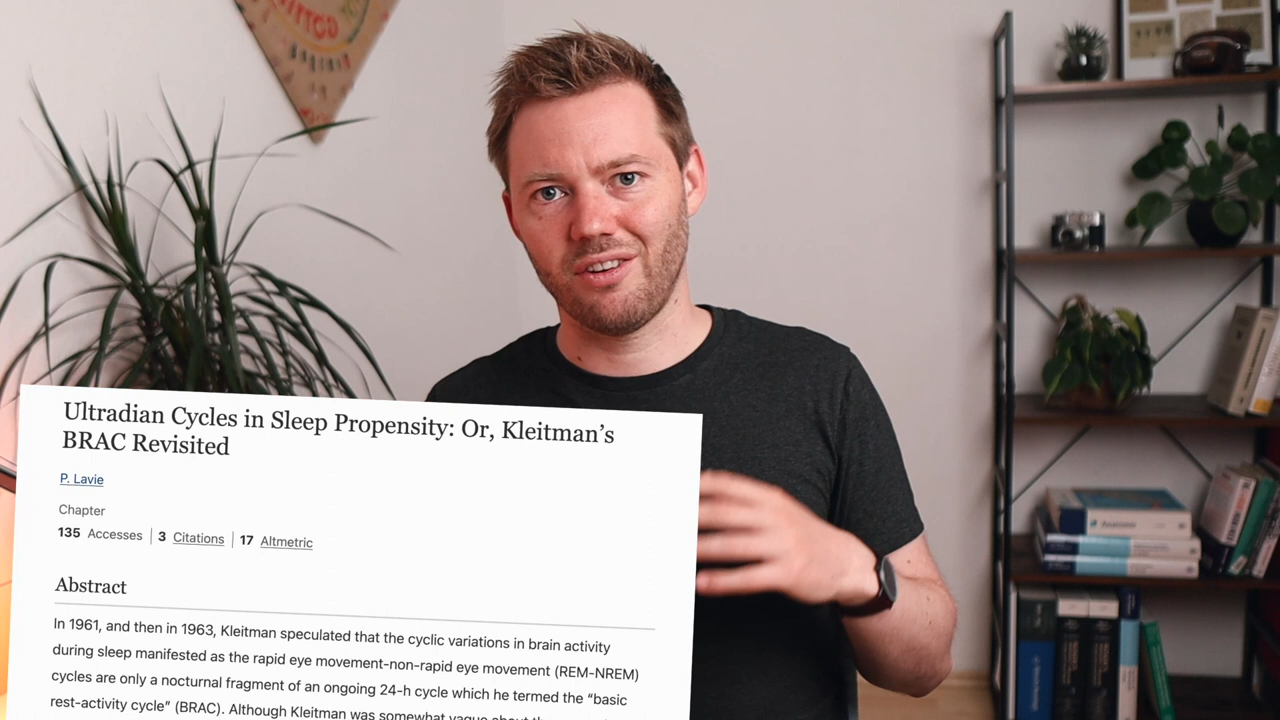 Ultradian Cycles in Sleep Propensity: Or, Kleitman’s
BRAC Revisited
P. Lavie
Chapter
135 Accesses | 3 Citations | 17 Altmetric
Abstract
In 1961, and then in 1963, Kleitman speculated that the cyclic variations in brain activity
during sleep manifested as the rapid eye movement-non-rapid eye movement (REM-NREM)
cycles are only a nocturnal fragment of an ongoing 24-h cycle which he termed the “basic
rest-activity cycle” (BRAC). Although Kleitman was somewhat vague about